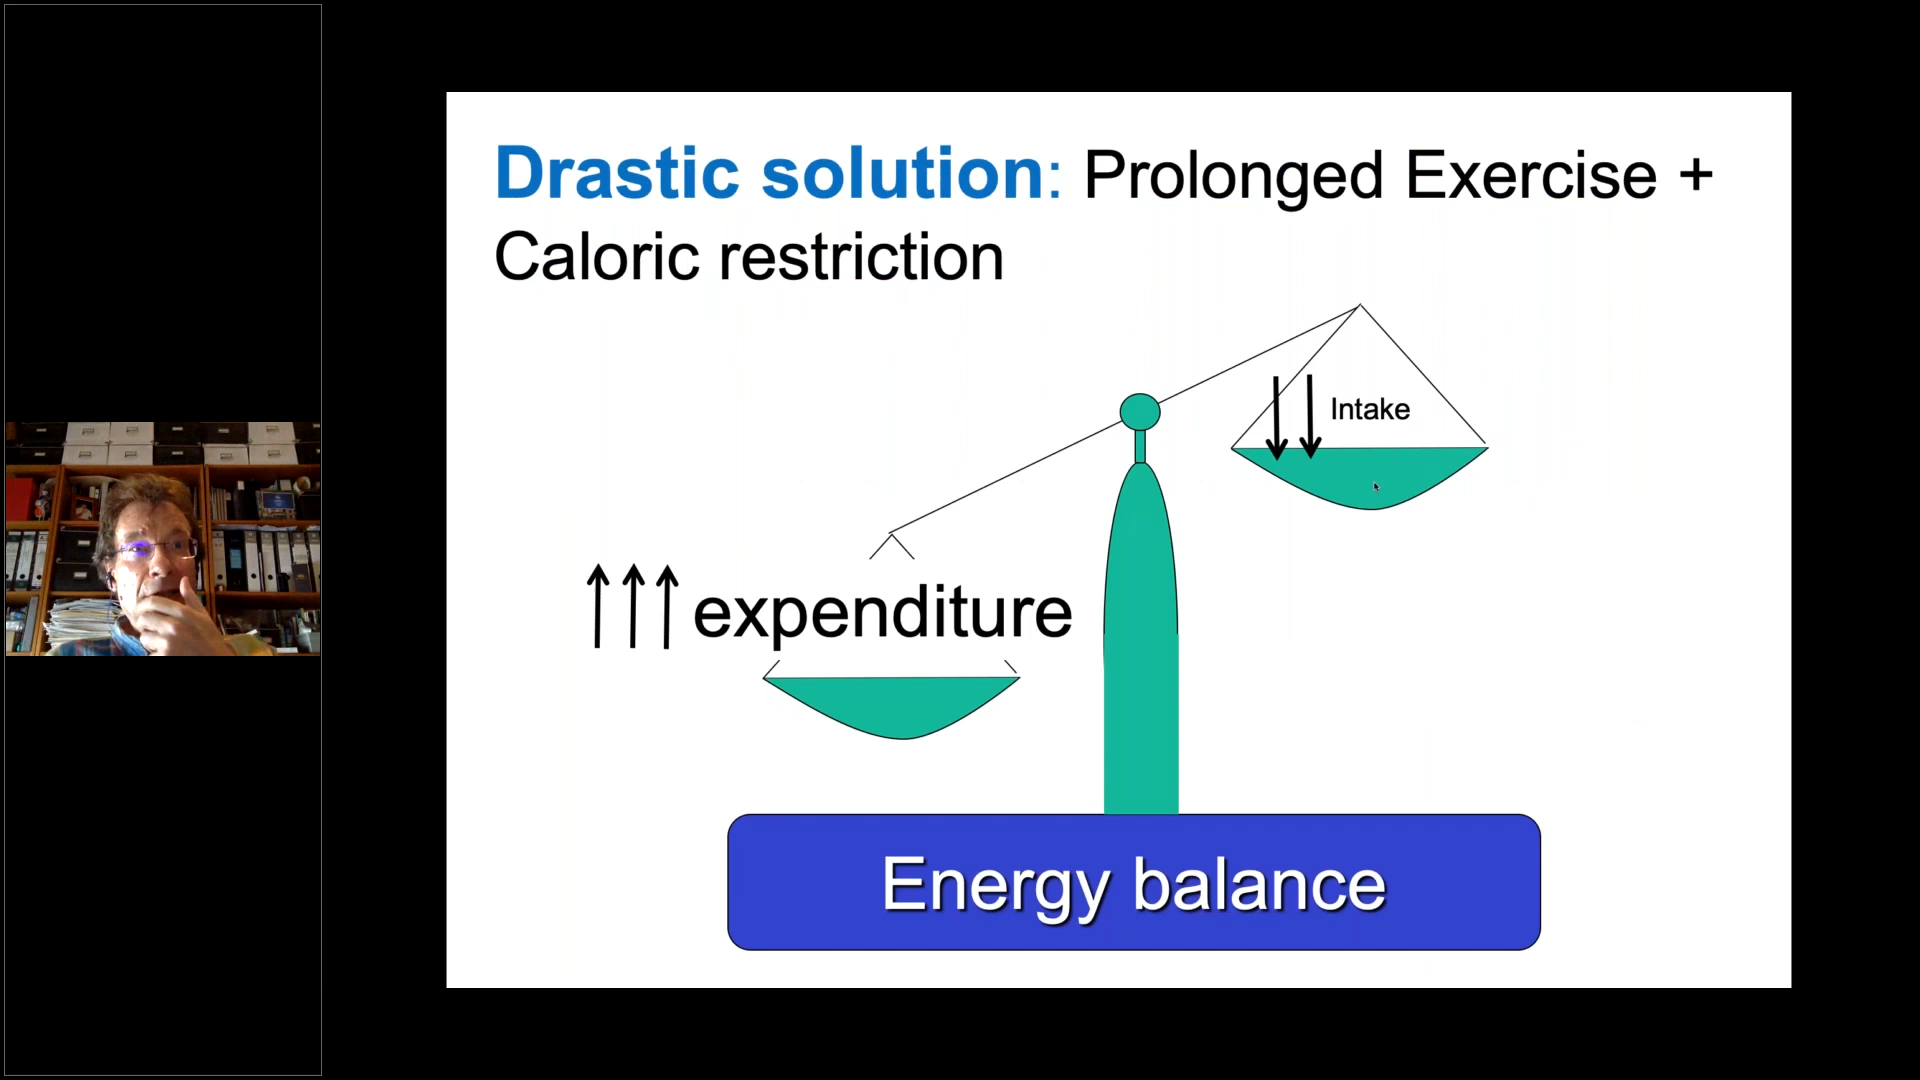 Drastic solution: Prolonged Exercise +
Caloric restriction
Intake
expenditure
Energy balance